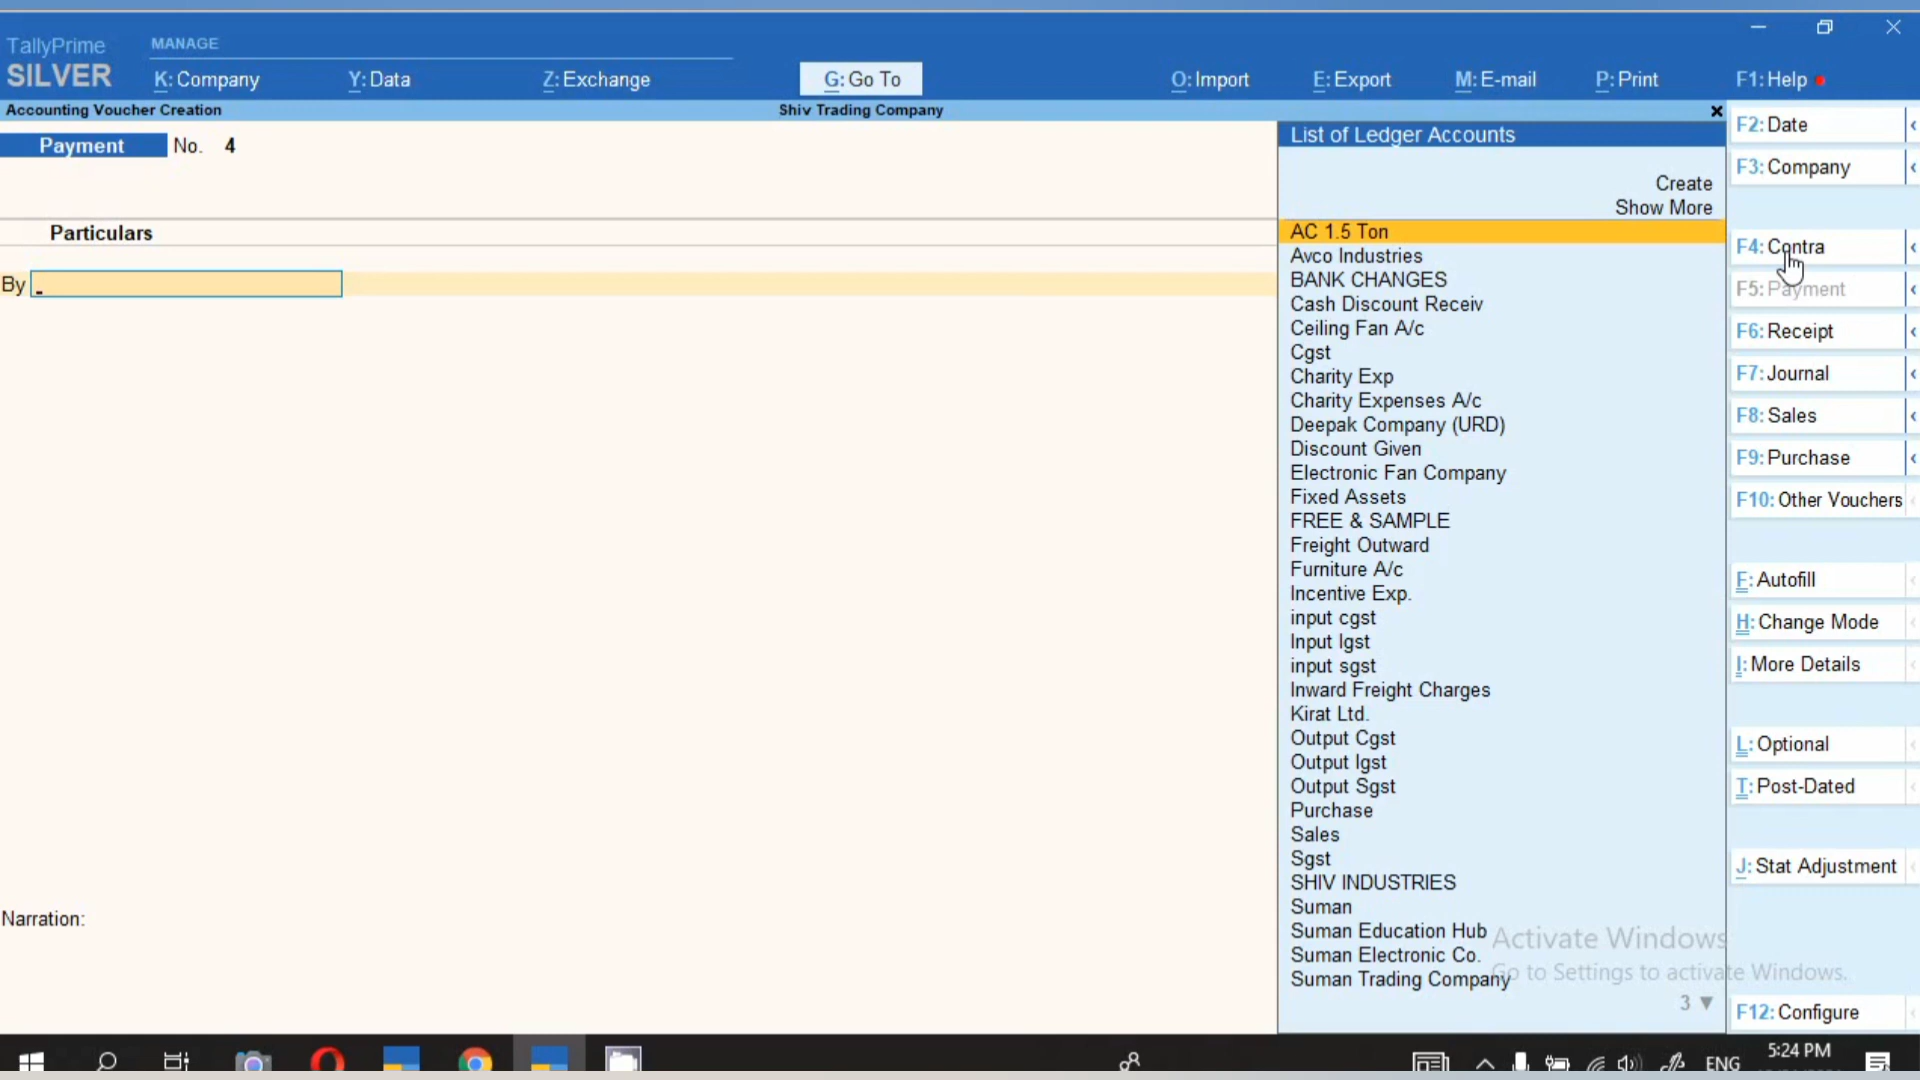 TallyPrime
SILVER
MANAGE
K: Company
Y: Data
Z: Exchange
G: Go To
O: Import
E: Export
M: E-mail
P: Print
F1: Help
Accounting Voucher Creation
Shiv Trading Company
Payment No. 4
Particulars
By
Narration:
List of Ledger Accounts
Create
Show More
AC 1.5 Ton
Avco Industries
BANK CHANGES
Cash Discount Receiv
Ceiling Fan A/c
Cgst
Charity Exp
Charity Expenses A/c
Deepak Company (URD)
Discount Given
Electronic Fan Company
Fixed Assets
FREE & SAMPLE
Freight Outward
Furniture A/c
Incentive Exp.
input cgst
Input Igst
input sgst
Inward Freight Charges
Kirat Ltd.
Output Cgst
Output Igst
Output Sgst
Purchase
Sales
Sgst
SHIV INDUSTRIES
Suman
Suman Education Hub
Suman Electronic Co.
Suman Trading Company
3
F2: Date
F3: Company
F4: Contra
F5: Payment
F6: Receipt
F7: Journal
F8: Sales
F9: Purchase
F10: Other Vouchers
F: Autofill
H: Change Mode
I: More Details
L: Optional
T: Post-Dated
J: Stat Adjustment
Activate Windows
Go to Settings to activate Windows.
F12: Configure
ENG
5:24 PM